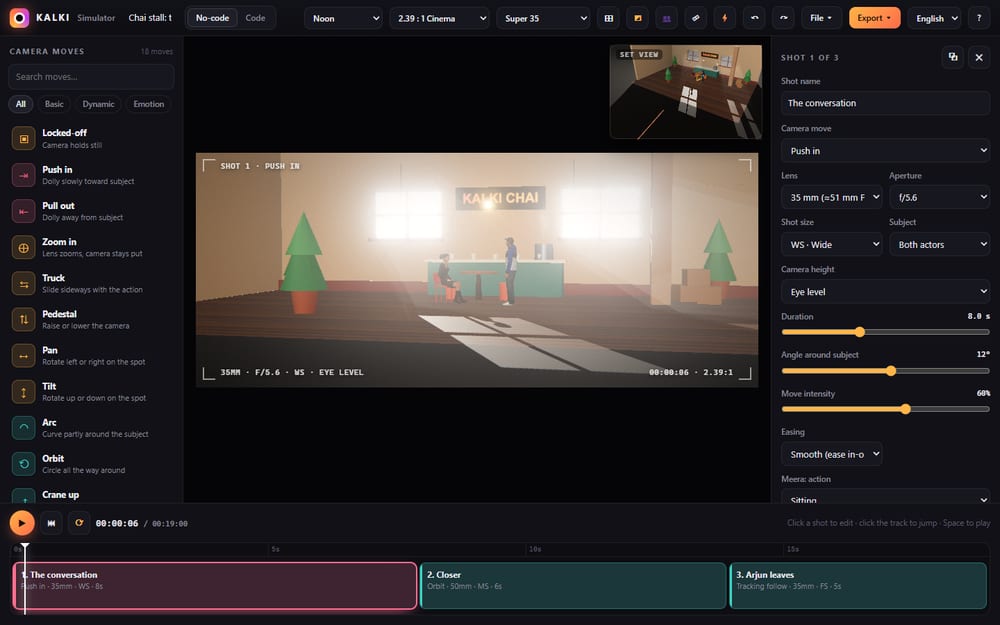 KALKI Simulator Chai stall: t No-code Code Noon 2.39 : 1 Cinema Super 35 File Export English ?
CAMERA MOVES 18 moves
Search moves...
All Basic Dynamic Emotion
Locked-off
Camera holds still
Push in
Dolly slowly toward subject
Pull out
Dolly away from subject
Zoom in
Lens zooms, camera stays put
Truck
Slide sideways with the action
Pedestal
Raise or lower the camera
Pan
Rotate left or right on the spot
Tilt
Rotate up or down on the spot
Arc
Curve partly around the subject
Orbit
Circle all the way around
Crane up
SET VIEW
SHOT 1 · PUSH IN
KALKI CHAI
35MM · F/5.6 · WS · EYE LEVEL
00:00:06 · 2.39:1
SHOT 1 OF 3
Shot name
The conversation
Camera move
Push in
Lens Aperture
35 mm (≈51 mm F f/5.6
Shot size Subject
WS · Wide Both actors
Camera height
Eye level
Duration 8.0 s
Angle around subject 12°
Move intensity 60%
Easing
Smooth (ease in-o
Meera: action
Sitting
00:00:06 / 00:19:00
Click a shot to edit · click the track to jump · Space to play
0s 5s 10s 15s
1. The conversation
Push in · 35mm · WS · 8s
2. Closer
Orbit · 50mm · MS · 6s
3. Arjun leaves
Tracking follow · 35mm · FS · 5s